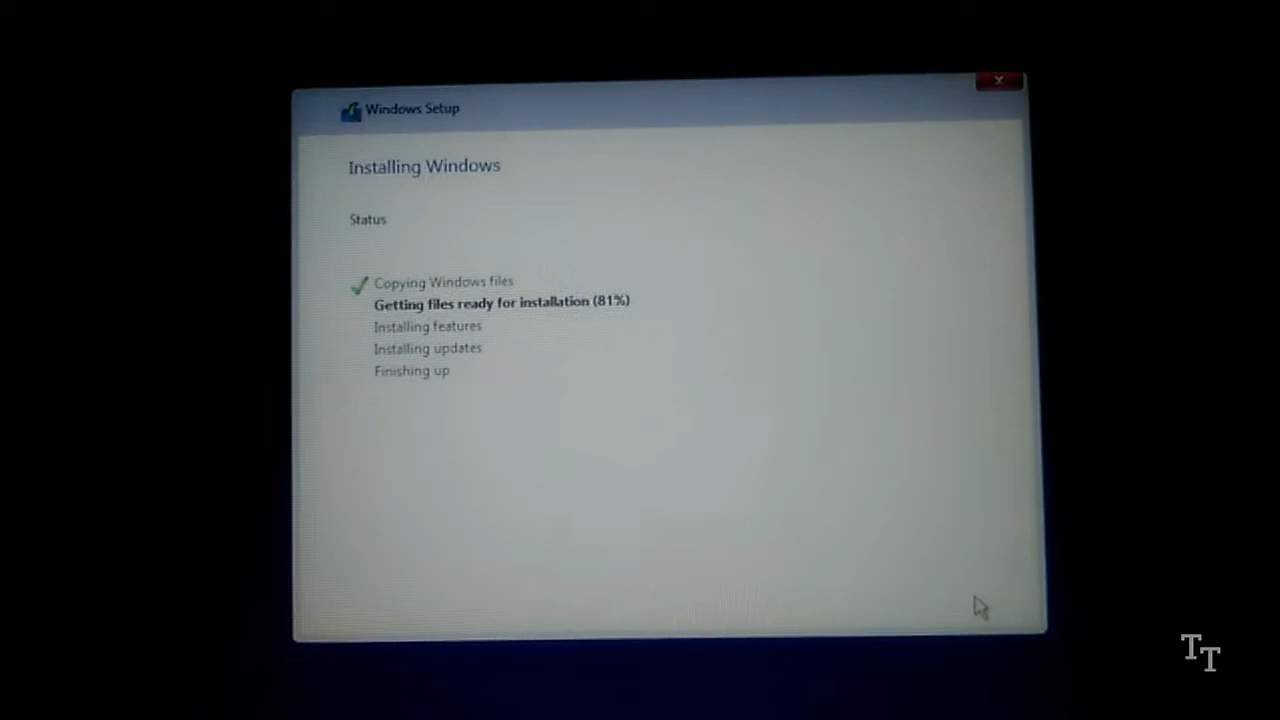 Windows Setup
Installing Windows
Status
Copying Windows files
Getting files ready for installation (81%)
Installing features
Installing updates
Finishing up
TT